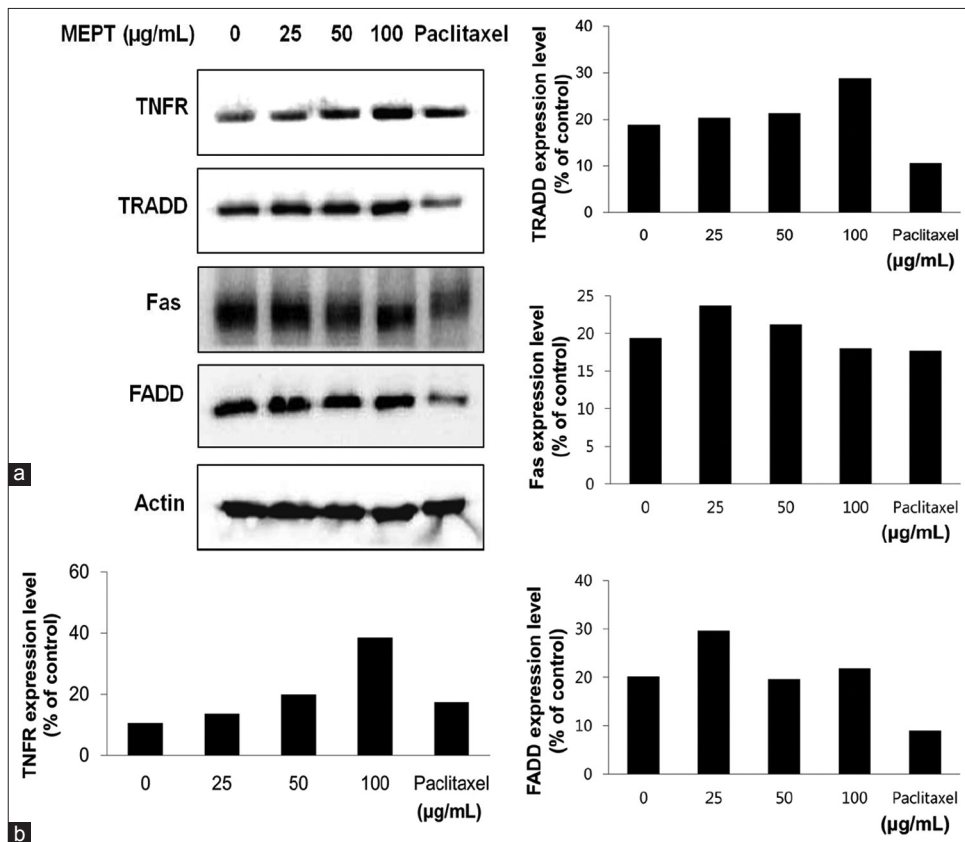 MEPT (μg/mL) 0 25 50 100 Paclitaxel
TNFR
TRADD
Fas
FADD
Actin
a
TRADD expression level
(% of control)
40
30
20
10
0
0 25 50 100 Paclitaxel
(μg/mL)
Fas expression level
(% of control)
25
20
15
10
5
0
0 25 50 100 Paclitaxel
(μg/mL)
TNFR expression level
(% of control)
60
40
20
0
0 25 50 100 Paclitaxel
(μg/mL)
FADD expression level
(% of control)
40
30
20
10
0
0 25 50 100 Paclitaxel
(μg/mL)
b